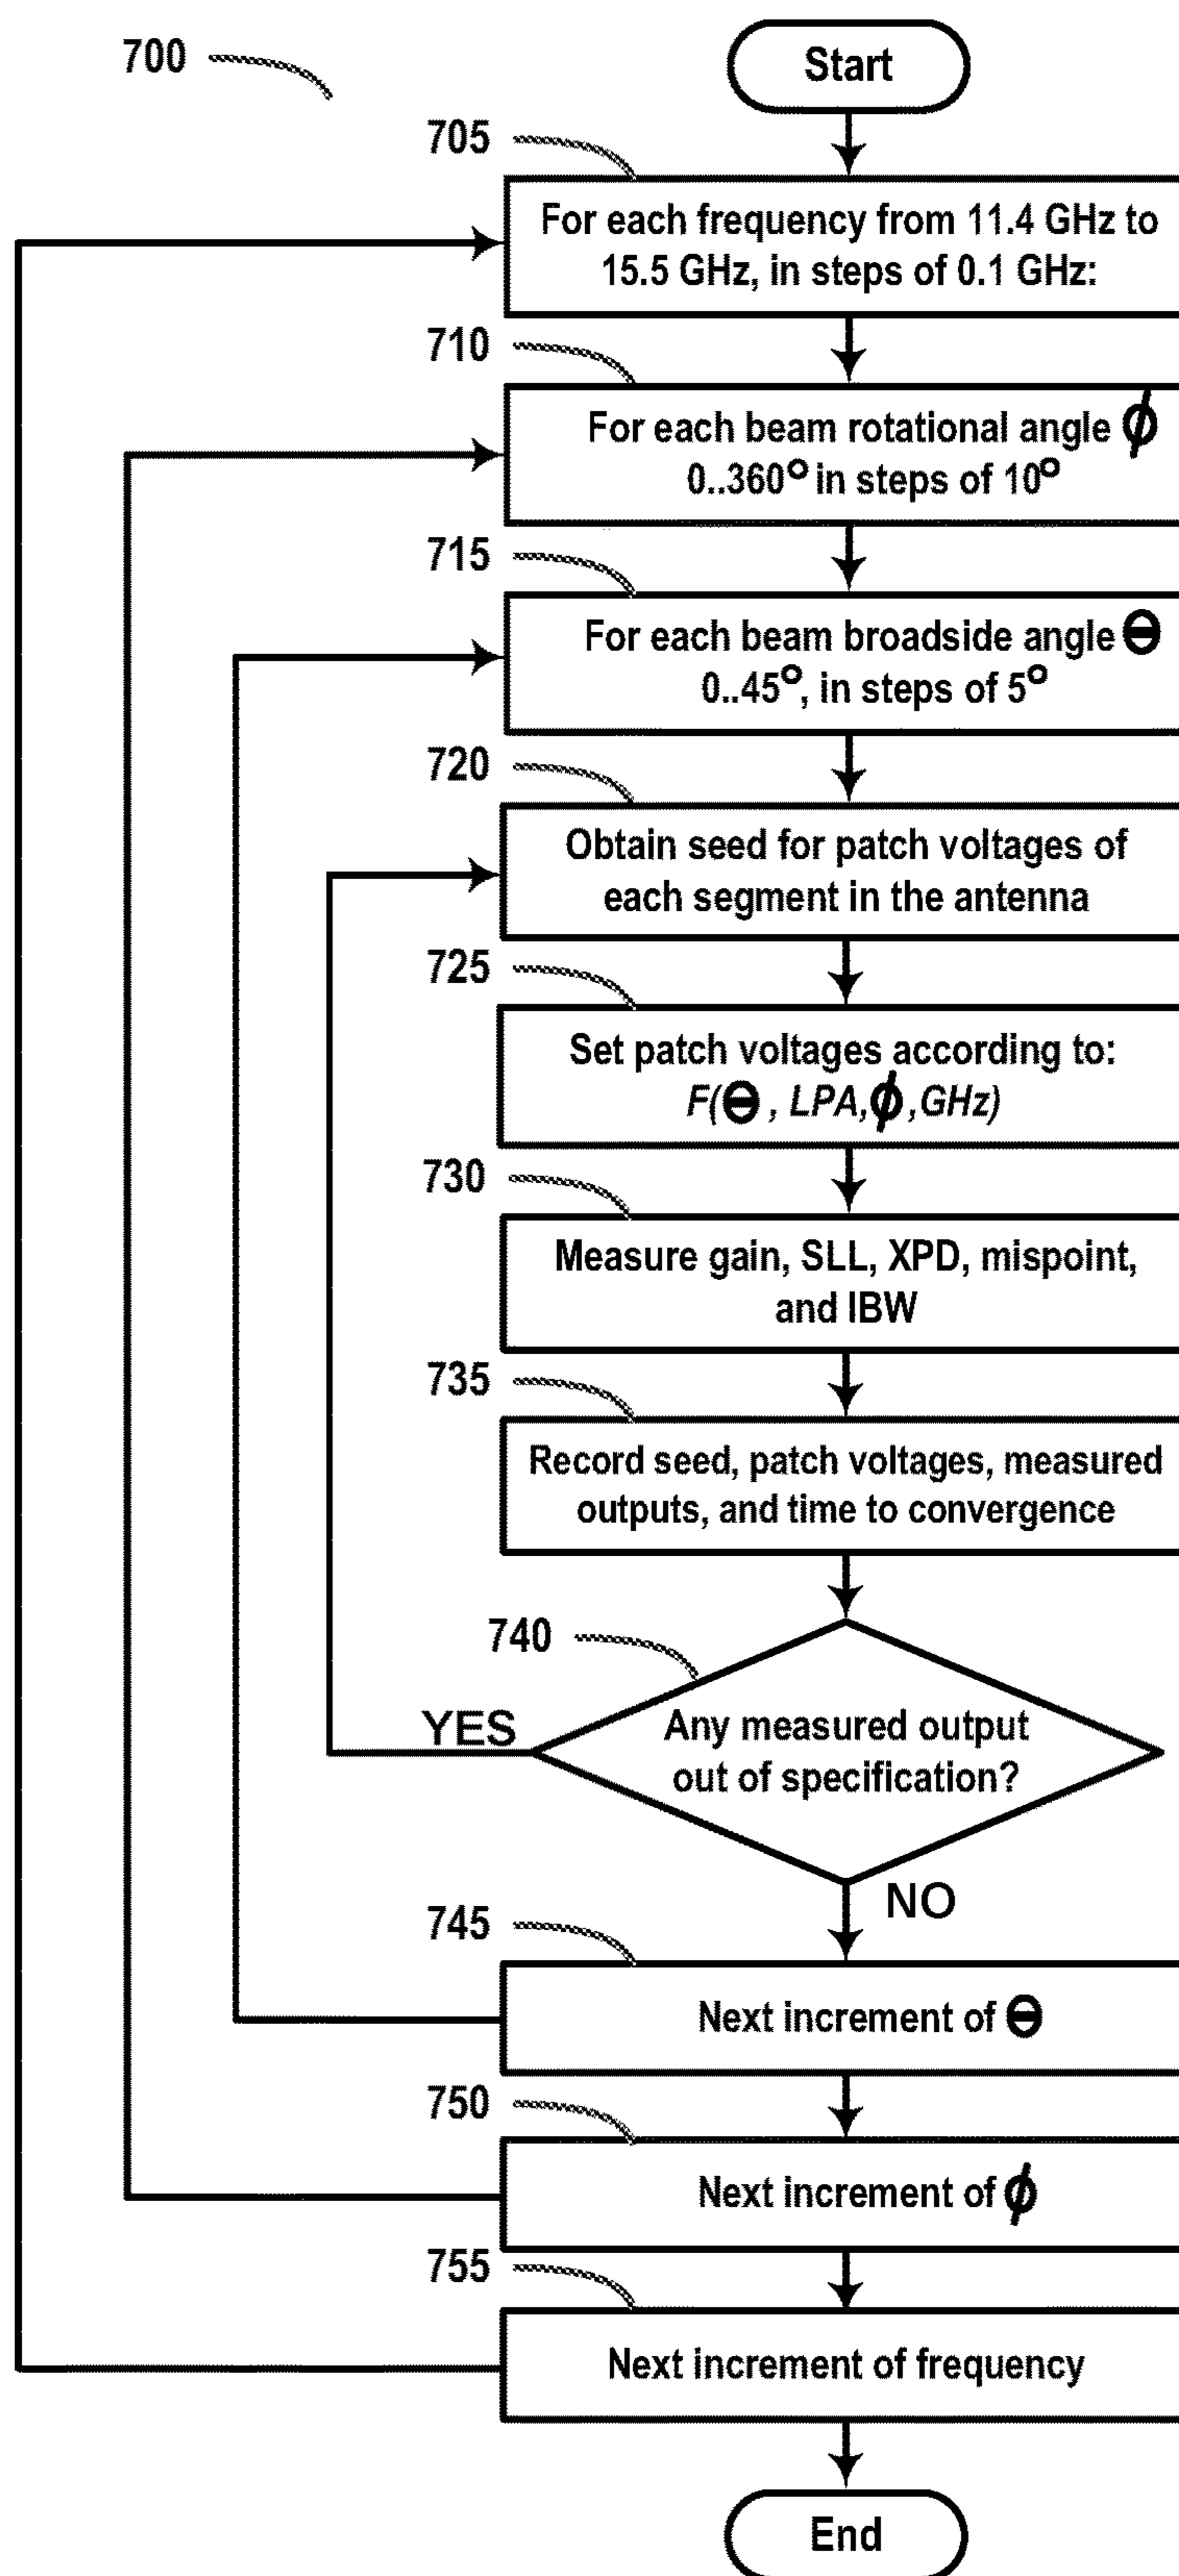 700
Start
705
For each frequency from 11.4 GHz to
15.5 GHz, in steps of 0.1 GHz:
710
For each beam rotational angle ϕ
0..360° in steps of 10°
715
For each beam broadside angle Θ
0..45°, in steps of 5°
720
Obtain seed for patch voltages of
each segment in the antenna
725
Set patch voltages according to:
F(Θ, LPA,ϕ,GHz)
730
Measure gain, SLL, XPD, mispoint,
and IBW
735
Record seed, patch voltages, measured
outputs, and time to convergence
740
YES
Any measured output
out of specification?
NO
745
Next increment of Θ
750
Next increment of ϕ
755
Next increment of frequency
End